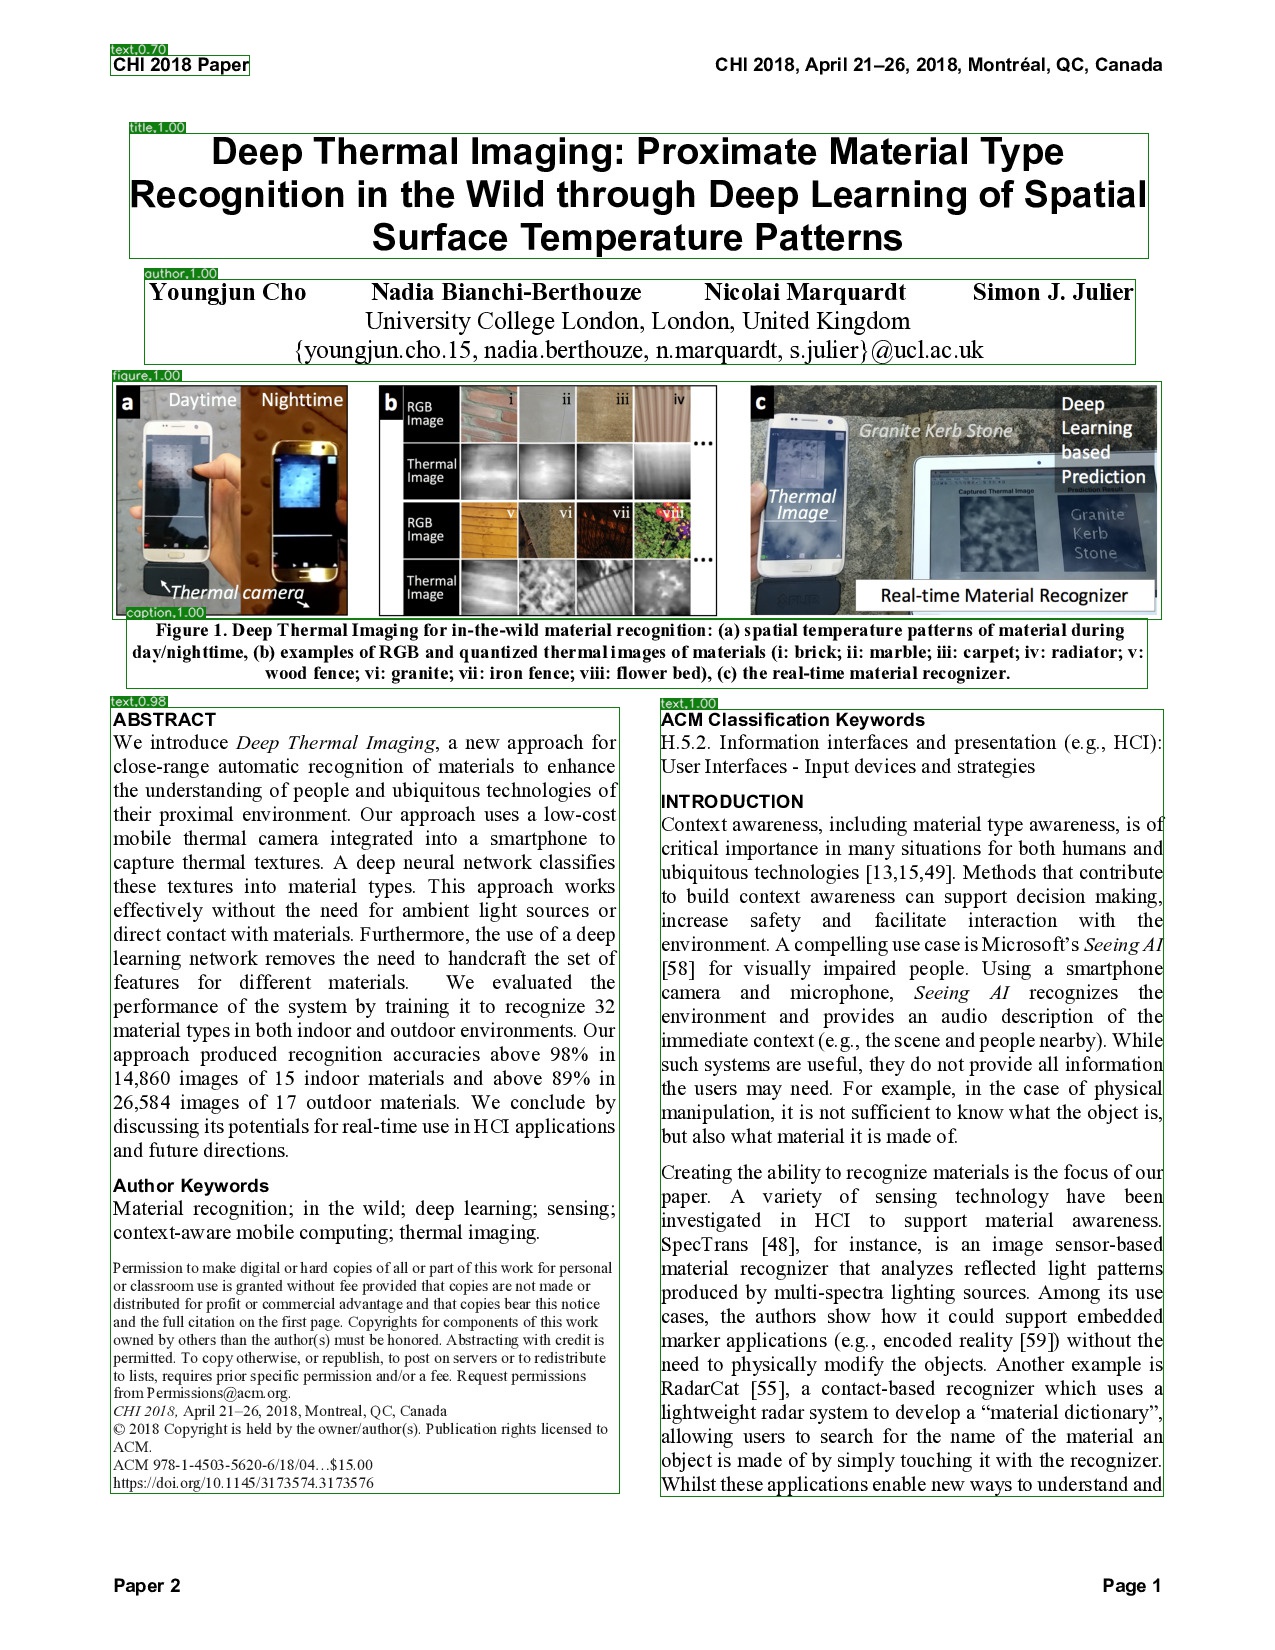 text,0.70
CHI 2018 Paper
CHI 2018, April 21–26, 2018, Montréal, QC, Canada
title,1.00
Deep Thermal Imaging: Proximate Material Type
Recognition in the Wild through Deep Learning of Spatial
Surface Temperature Patterns
author,1.00
Youngjun Cho Nadia Bianchi-Berthouze Nicolai Marquardt Simon J. Julier
University College London, London, United Kingdom
{youngjun.cho.15, nadia.berthouze, n.marquardt, s.julier}@ucl.ac.uk
figure,1.00
a Daytime Nighttime
Thermal camera
b RGB Image i ii iii iv
...
Thermal Image
RGB Image v vi vii viii
...
Thermal Image
c
Granite Kerb Stone
Deep
Learning
based
Prediction
Thermal
Image
Captured Thermal Image Prediction Result
Granite
Kerb
Stone
Real-time Material Recognizer
caption,1.00
Figure 1. Deep Thermal Imaging for in-the-wild material recognition: (a) spatial temperature patterns of material during
day/nighttime, (b) examples of RGB and quantized thermal images of materials (i: brick; ii: marble; iii: carpet; iv: radiator; v:
wood fence; vi: granite; vii: iron fence; viii: flower bed), (c) the real-time material recognizer.
text,0.98
ABSTRACT
We introduce Deep Thermal Imaging, a new approach for
close-range automatic recognition of materials to enhance
the understanding of people and ubiquitous technologies of
their proximal environment. Our approach uses a low-cost
mobile thermal camera integrated into a smartphone to
capture thermal textures. A deep neural network classifies
these textures into material types. This approach works
effectively without the need for ambient light sources or
direct contact with materials. Furthermore, the use of a deep
learning network removes the need to handcraft the set of
features for different materials. We evaluated the
performance of the system by training it to recognize 32
material types in both indoor and outdoor environments. Our
approach produced recognition accuracies above 98% in
14,860 images of 15 indoor materials and above 89% in
26,584 images of 17 outdoor materials. We conclude by
discussing its potentials for real-time use in HCI applications
and future directions.
Author Keywords
Material recognition; in the wild; deep learning; sensing;
context-aware mobile computing; thermal imaging.
Permission to make digital or hard copies of all or part of this work for personal
or classroom use is granted without fee provided that copies are not made or
distributed for profit or commercial advantage and that copies bear this notice
and the full citation on the first page. Copyrights for components of this work
owned by others than the author(s) must be honored. Abstracting with credit is
permitted. To copy otherwise, or republish, to post on servers or to redistribute
to lists, requires prior specific permission and/or a fee. Request permissions
from Permissions@acm.org.
CHI 2018, April 21–26, 2018, Montreal, QC, Canada
© 2018 Copyright is held by the owner/author(s). Publication rights licensed to
ACM.
ACM 978-1-4503-5620-6/18/04…$15.00
https://doi.org/10.1145/3173574.3173576
text,1.00
ACM Classification Keywords
H.5.2. Information interfaces and presentation (e.g., HCI):
User Interfaces - Input devices and strategies
INTRODUCTION
Context awareness, including material type awareness, is of
critical importance in many situations for both humans and
ubiquitous technologies [13,15,49]. Methods that contribute
to build context awareness can support decision making,
increase safety and facilitate interaction with the
environment. A compelling use case is Microsoft’s Seeing AI
[58] for visually impaired people. Using a smartphone
camera and microphone, Seeing AI recognizes the
environment and provides an audio description of the
immediate context (e.g., the scene and people nearby). While
such systems are useful, they do not provide all information
the users may need. For example, in the case of physical
manipulation, it is not sufficient to know what the object is,
but also what material it is made of.
Creating the ability to recognize materials is the focus of our
paper. A variety of sensing technology have been
investigated in HCI to support material awareness.
SpecTrans [48], for instance, is an image sensor-based
material recognizer that analyzes reflected light patterns
produced by multi-spectra lighting sources. Among its use
cases, the authors show how it could support embedded
marker applications (e.g., encoded reality [59]) without the
need to physically modify the objects. Another example is
RadarCat [55], a contact-based recognizer which uses a
lightweight radar system to develop a “material dictionary”,
allowing users to search for the name of the material an
object is made of by simply touching it with the recognizer.
Whilst these applications enable new ways to understand and
Paper 2
Page 1